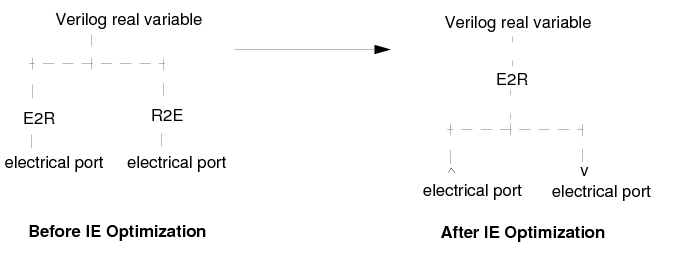 Verilog real variable
E2R
R2E
electrical port
electrical port
Before IE Optimization
Verilog real variable
E2R
^
v
electrical port
electrical port
After IE Optimization